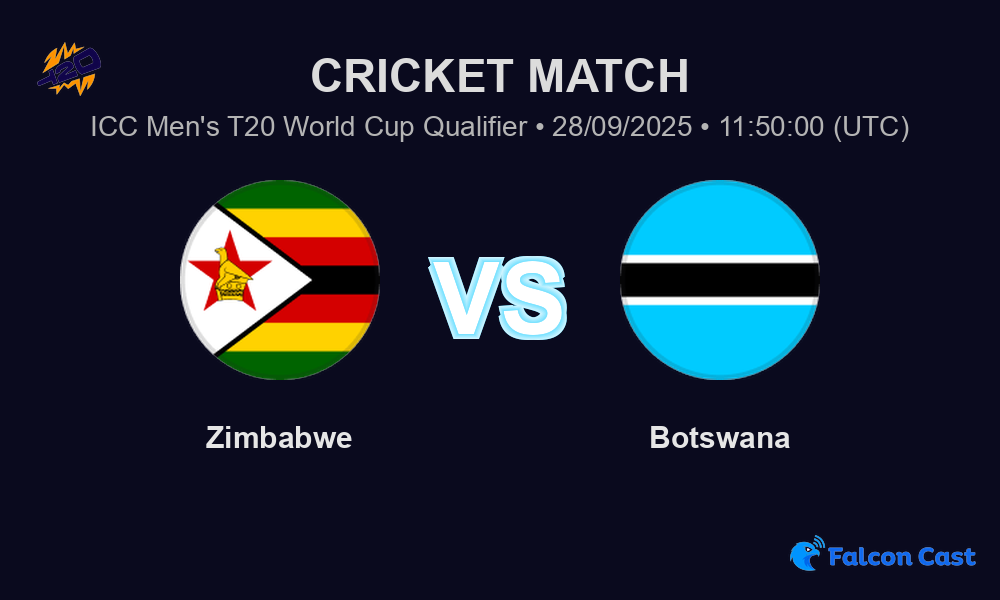 T20
CRICKET MATCH
ICC Men's T20 World Cup Qualifier • 28/09/2025 • 11:50:00 (UTC)
VS
Zimbabwe
Botswana
Falcon Cast